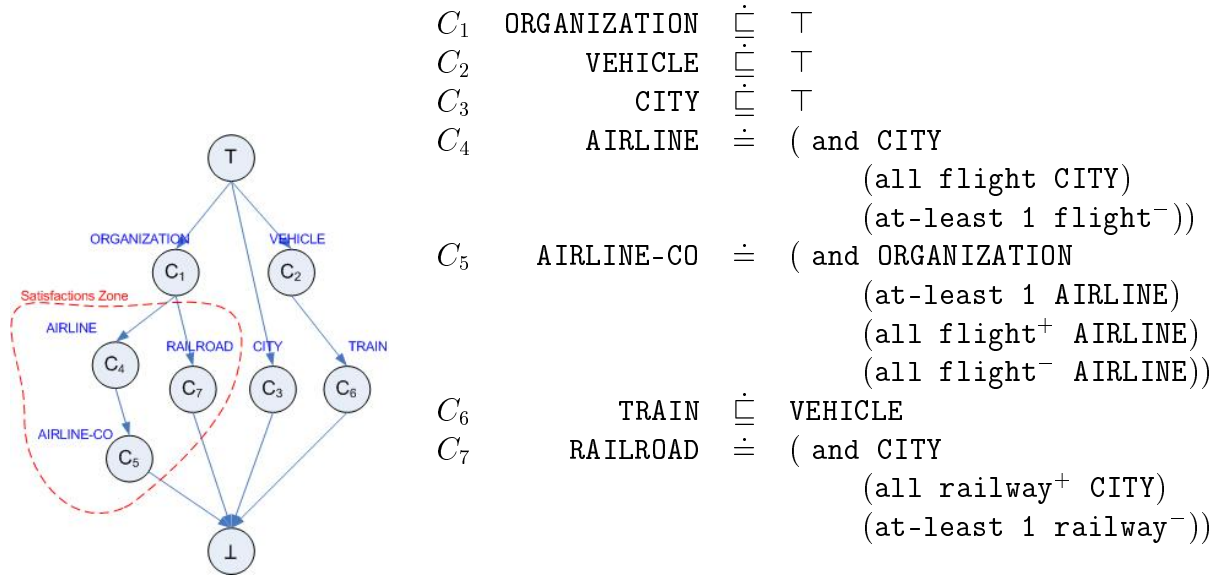 ⊤
ORGANIZATION VEHICLE
C₁ C₂
Satisfactions Zone
AIRLINE
RAILROAD CITY TRAIN
C₄ C₇ C₃ C₆
AIRLINE-CO
C₅
⊥
C₁ ORGANIZATION ⊑̇ ⊤
C₂ VEHICLE ⊑̇ ⊤
C₃ CITY ⊑̇ ⊤
C₄ AIRLINE ≐ ( and CITY
(all flight CITY)
(at-least 1 flight⁻))
C₅ AIRLINE-CO ≐ ( and ORGANIZATION
(at-least 1 AIRLINE)
(all flight⁺ AIRLINE)
(all flight⁻ AIRLINE))
C₆ TRAIN ⊑̇ VEHICLE
C₇ RAILROAD ≐ ( and CITY
(all railway⁺ CITY)
(at-least 1 railway⁻))